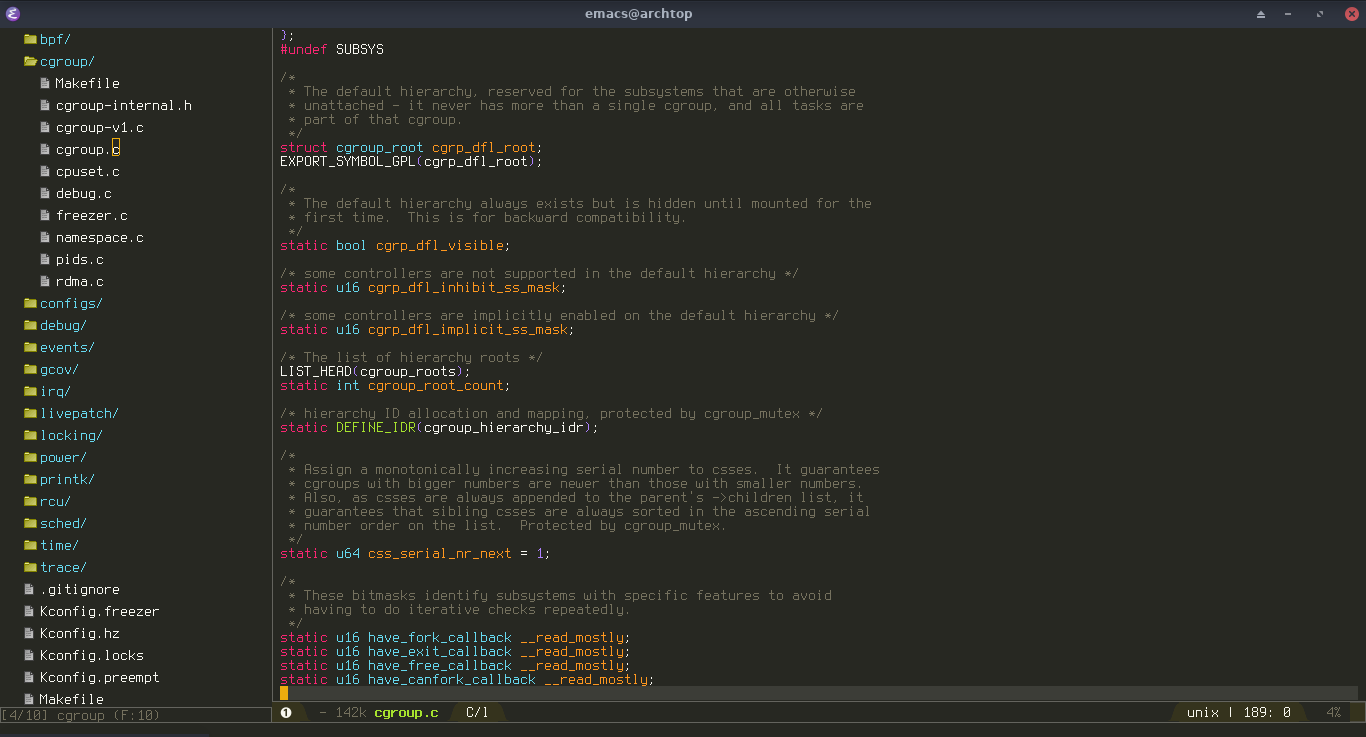 emacs@archtop
bpf/
cgroup/
Makefile
cgroup-internal.h
cgroup-v1.c
cgroup.c
cpuset.c
debug.c
freezer.c
namespace.c
pids.c
rdma.c
configs/
debug/
events/
gcov/
irq/
livepatch/
locking/
power/
printk/
rcu/
sched/
time/
trace/
.gitignore
Kconfig.freezer
Kconfig.hz
Kconfig.locks
Kconfig.preempt
Makefile
[4/10] cgroup (F:10)
};
#undef SUBSYS
/*
 * The default hierarchy, reserved for the subsystems that are otherwise
 * unattached - it never has more than a single cgroup, and all tasks are
 * part of that cgroup.
 */
struct cgroup_root cgrp_dfl_root;
EXPORT_SYMBOL_GPL(cgrp_dfl_root);
/*
 * The default hierarchy always exists but is hidden until mounted for the
 * first time.  This is for backward compatibility.
 */
static bool cgrp_dfl_visible;
/* some controllers are not supported in the default hierarchy */
static u16 cgrp_dfl_inhibit_ss_mask;
/* some controllers are implicitly enabled on the default hierarchy */
static u16 cgrp_dfl_implicit_ss_mask;
/* The list of hierarchy roots */
LIST_HEAD(cgroup_roots);
static int cgroup_root_count;
/* hierarchy ID allocation and mapping, protected by cgroup_mutex */
static DEFINE_IDR(cgroup_hierarchy_idr);
/*
 * Assign a monotonically increasing serial number to csses.  It guarantees
 * cgroups with bigger numbers are newer than those with smaller numbers.
 * Also, as csses are always appended to the parent's ->children list, it
 * guarantees that sibling csses are always sorted in the ascending serial
 * number order on the list.  Protected by cgroup_mutex.
 */
static u64 css_serial_nr_next = 1;
/*
 * These bitmasks identify subsystems with specific features to avoid
 * having to do iterative checks repeatedly.
 */
static u16 have_fork_callback __read_mostly;
static u16 have_exit_callback __read_mostly;
static u16 have_free_callback __read_mostly;
static u16 have_canfork_callback __read_mostly;
❶ - 142k cgroup.c C/l unix | 189: 0 4%